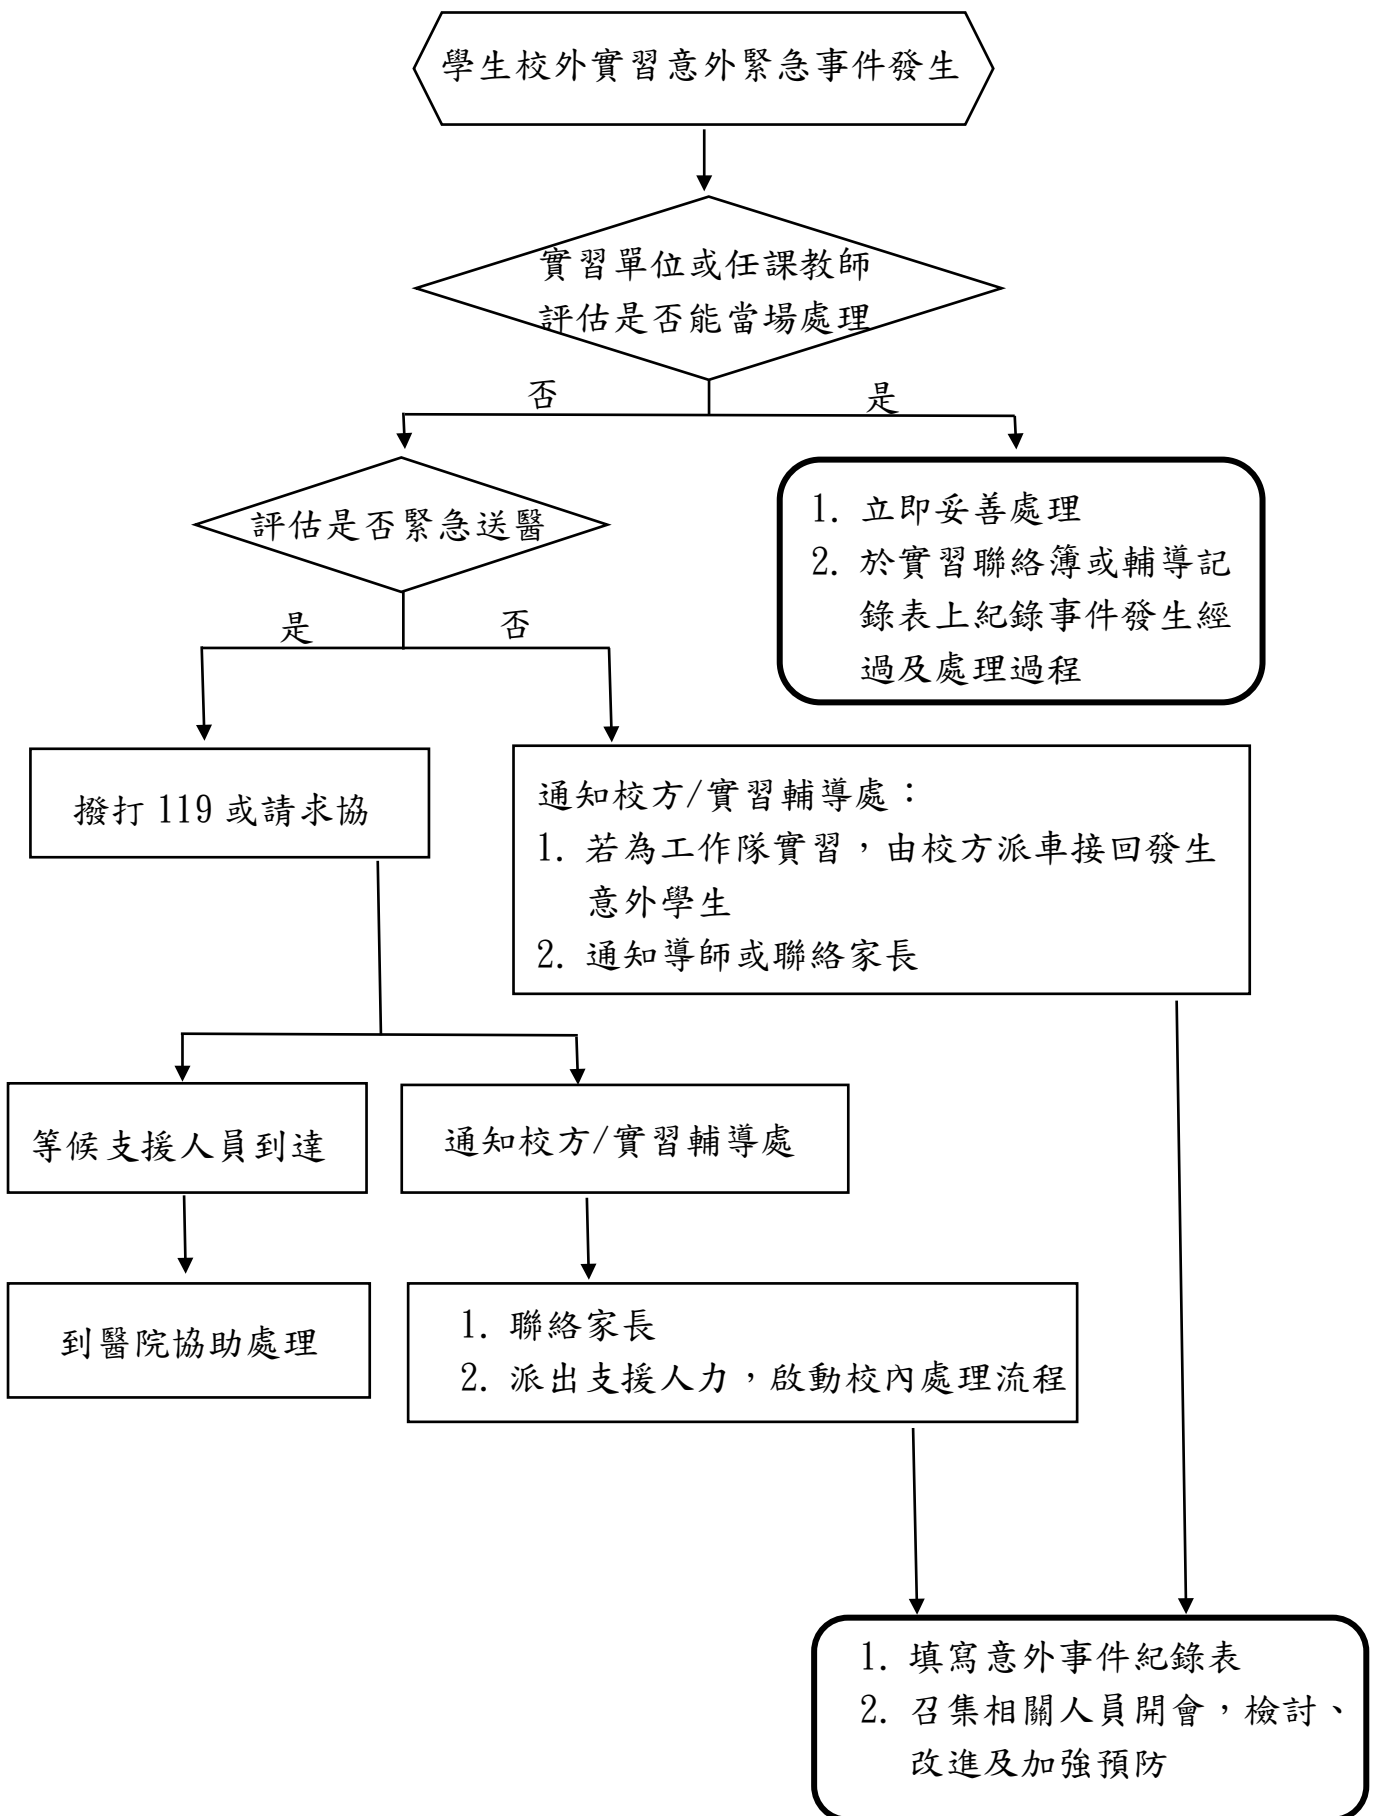 學生校外實習意外緊急事件發生
實習單位或任課教師
評估是否能當場處理
否
是
評估是否緊急送醫
1. 立即妥善處理
2. 於實習聯絡簿或輔導記
錄表上紀錄事件發生經
過及處理過程
是
否
撥打 119 或請求協
通知校方/實習輔導處：
1. 若為工作隊實習，由校方派車接回發生
意外學生
2. 通知導師或聯絡家長
等候支援人員到達
通知校方/實習輔導處
到醫院協助處理
1. 聯絡家長
2. 派出支援人力，啟動校內處理流程
1. 填寫意外事件紀錄表
2. 召集相關人員開會，檢討、
改進及加強預防